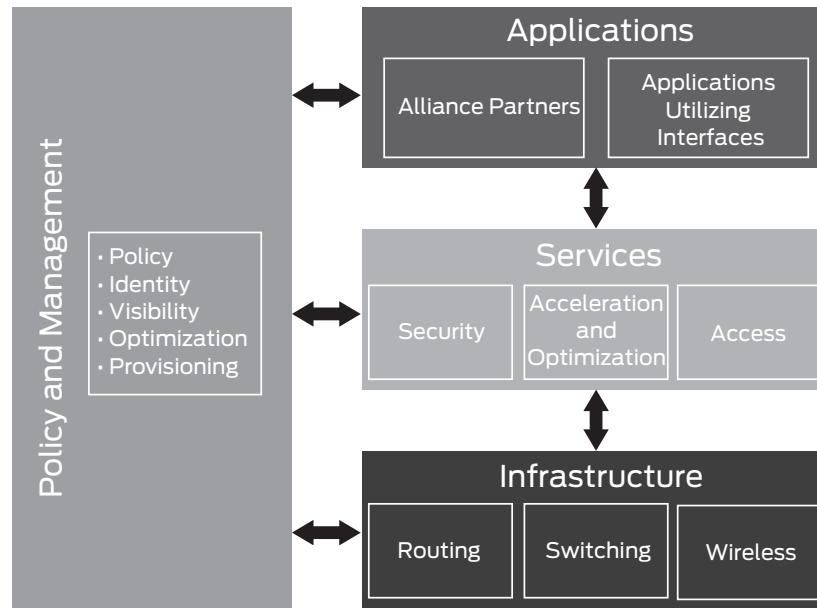 Policy and Management
· Policy
· Identity
· Visibility
· Optimization
· Provisioning
Applications
Alliance Partners
Applications
Utilizing
Interfaces
Services
Security
Acceleration
and
Optimization
Access
Infrastructure
Routing
Switching
Wireless